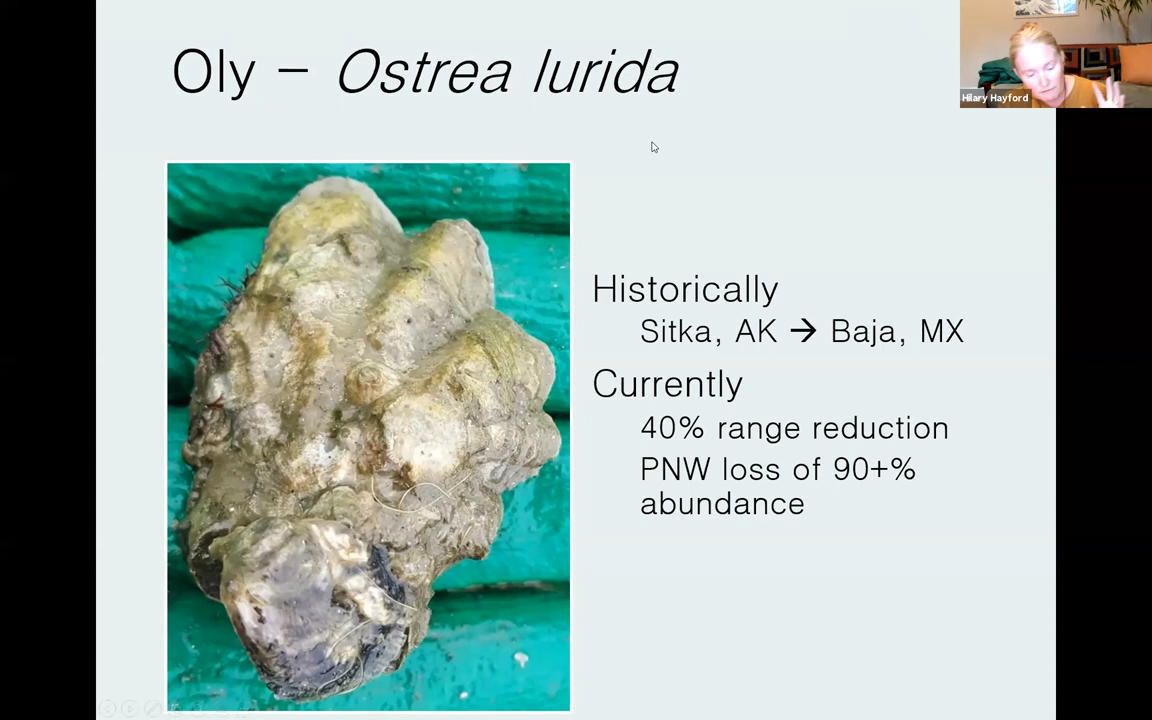 Oly – Ostrea lurida
Hilary Hayford
Historically
Sitka, AK → Baja, MX
Currently
40% range reduction
PNW loss of 90+%
abundance